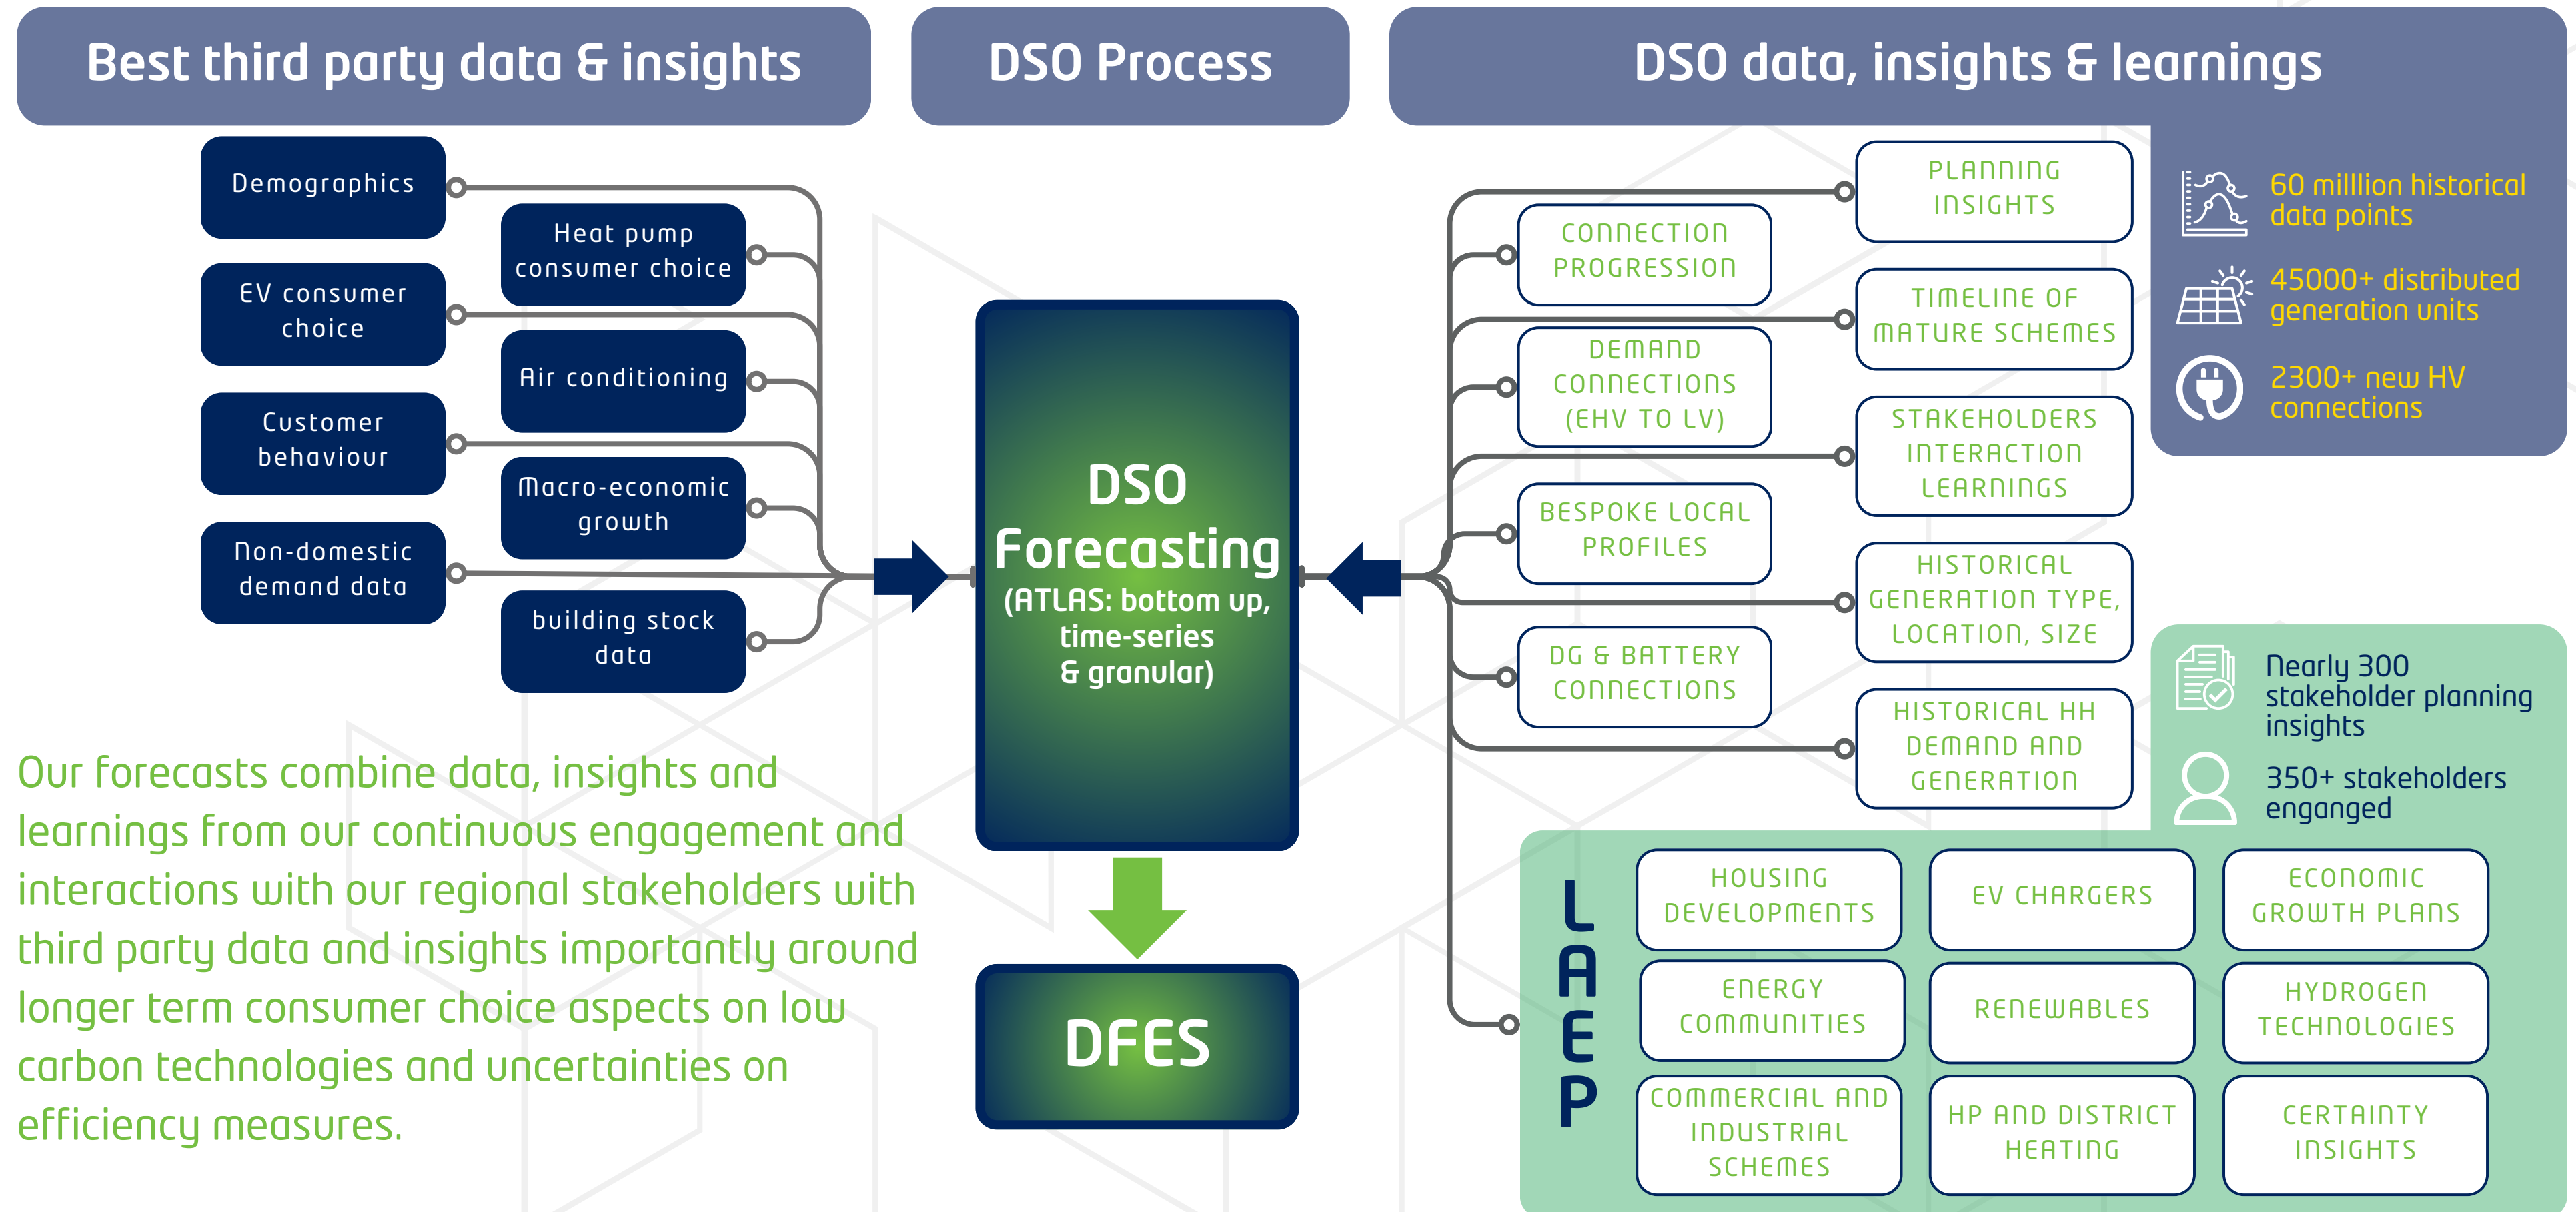 Best third party data & insights
DSO Process
DSO data, insights & learnings
Demographics
Heat pump
consumer choice
EV consumer
choice
Air conditioning
Customer
behaviour
Macro-economic
growth
Non-domestic
demand data
building stock
data
DSO
Forecasting
(ATLAS: bottom up,
time-series
& granular)
DFES
PLANNING
INSIGHTS
CONNECTION
PROGRESSION
TIMELINE OF
MATURE SCHEMES
DEMAND
CONNECTIONS
(EHV TO LV)
STAKEHOLDERS
INTERACTION
LEARNINGS
BESPOKE LOCAL
PROFILES
HISTORICAL
GENERATION TYPE,
LOCATION, SIZE
DG & BATTERY
CONNECTIONS
HISTORICAL HH
DEMAND AND
GENERATION
60 milllion historical
data points
45000+ distributed
generation units
2300+ new HV
connections
Nearly 300
stakeholder planning
insights
350+ stakeholders
enganged
L
A
E
P
HOUSING
DEVELOPMENTS
EV CHARGERS
ECONOMIC
GROWTH PLANS
ENERGY
COMMUNITIES
RENEWABLES
HYDROGEN
TECHNOLOGIES
COMMERCIAL AND
INDUSTRIAL
SCHEMES
HP AND DISTRICT
HEATING
CERTAINTY
INSIGHTS
Our forecasts combine data, insights and
learnings from our continuous engagement and
interactions with our regional stakeholders with
third party data and insights importantly around
longer term consumer choice aspects on low
carbon technologies and uncertainties on
efficiency measures.